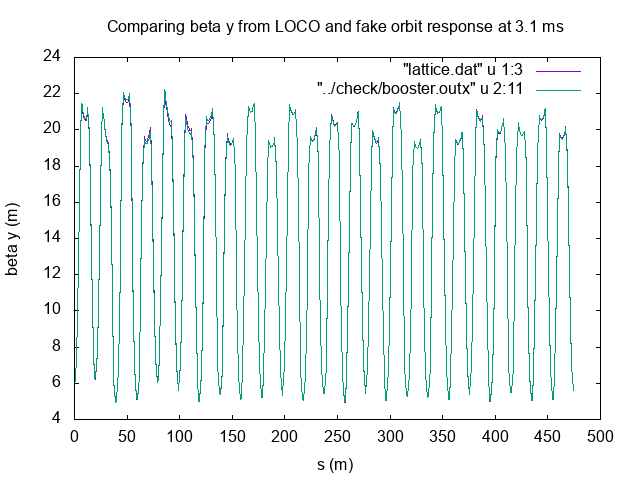 Comparing beta y from LOCO and fake orbit response at 3.1 ms
"lattice.dat" u 1:3
"../check/booster.outx" u 2:11
24
22
20
18
16
14
12
10
8
6
4
beta y (m)
0 50 100 150 200 250 300 350 400 450 500
s (m)